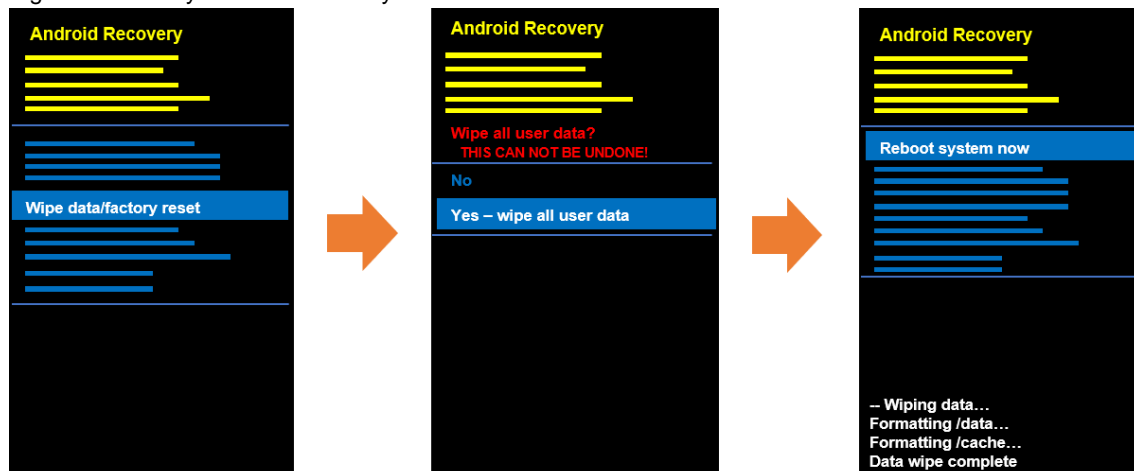 Android Recovery
Wipe data/factory reset
Android Recovery
Wipe all user data?
THIS CAN NOT BE UNDONE!
No
Yes – wipe all user data
Android Recovery
Reboot system now
-- Wiping data…
Formatting /data…
Formatting /cache…
Data wipe complete